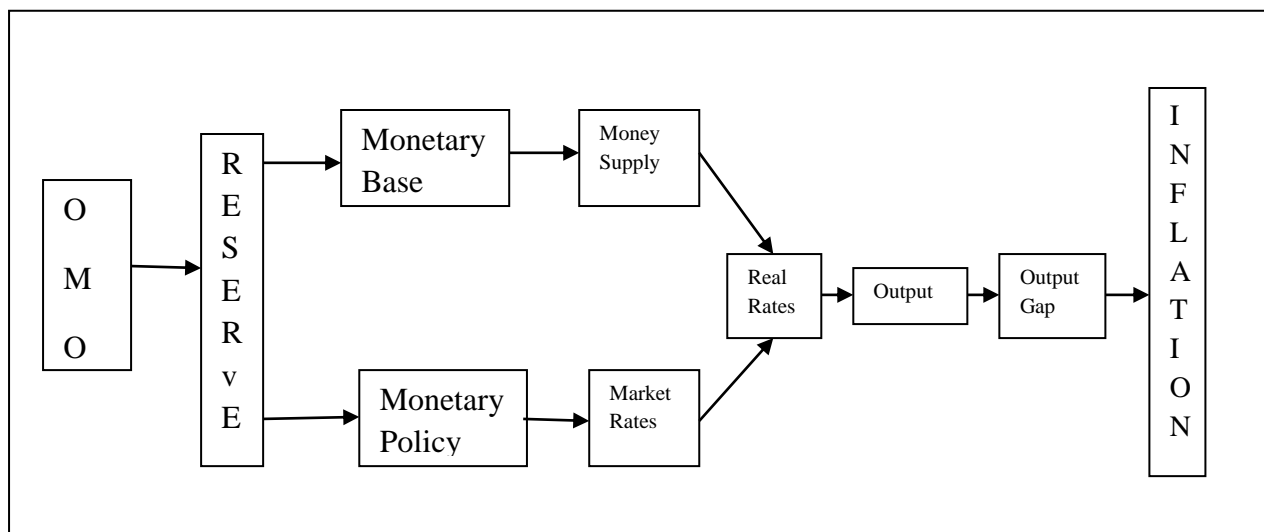 O
M
O
R
E
S
E
R
v
E
Monetary
Base
Money
Supply
Monetary
Policy
Market
Rates
Real
Rates
Output
Output
Gap
I
N
F
L
A
T
I
O
N